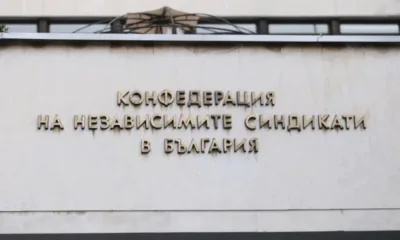 КОНФЕДЕРАЦИЯ
НА НЕЗАВИСИМИТЕ СИНДИКАТИ
В БЪЛГАРИЯ